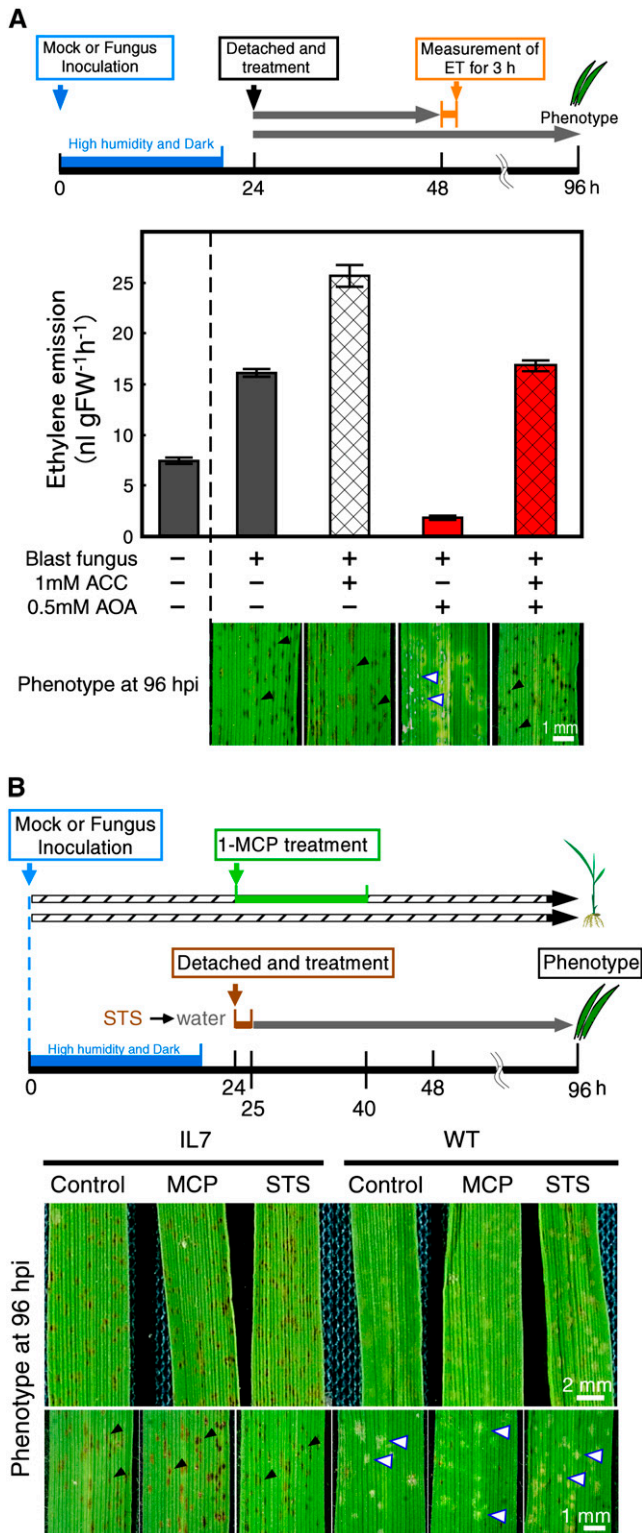 A
Mock or Fungus
Inoculation
Detached and
treatment
Measurement of
ET for 3 h
Phenotype
High humidity and Dark
0 24 48 96 h
Ethylene emission
(nl gFW-1h-1)
25
20
15
10
5
0
Blast fungus − + + + +
1mM ACC − − + − +
0.5mM AOA − − − + +
Phenotype at 96 hpi
1 mm
B
Mock or Fungus
Inoculation
1-MCP treatment
Detached and treatment
Phenotype
STS → water
High humidity and Dark
0 24 48 96 h
25 40
IL7 WT
Control MCP STS Control MCP STS
Phenotype at 96 hpi
2 mm
1 mm